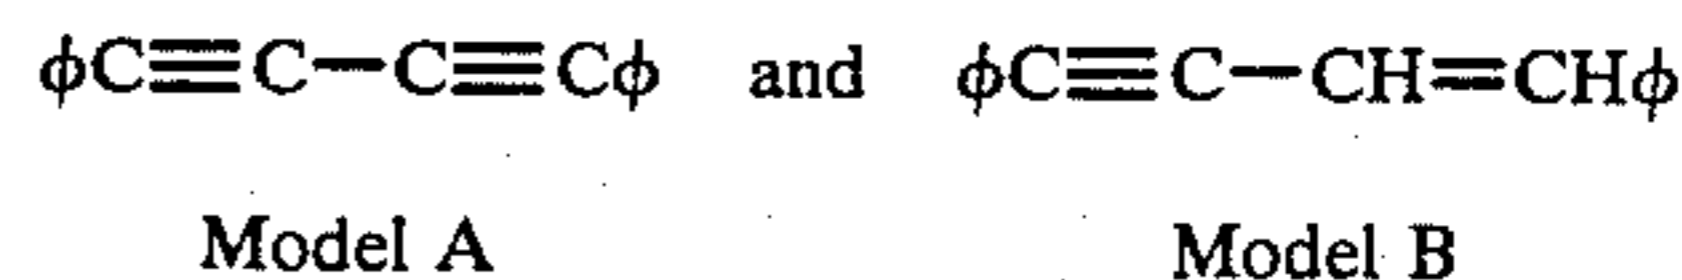 ϕC≡C—C≡Cϕ and ϕC≡C—CH=CHϕ
Model A Model B